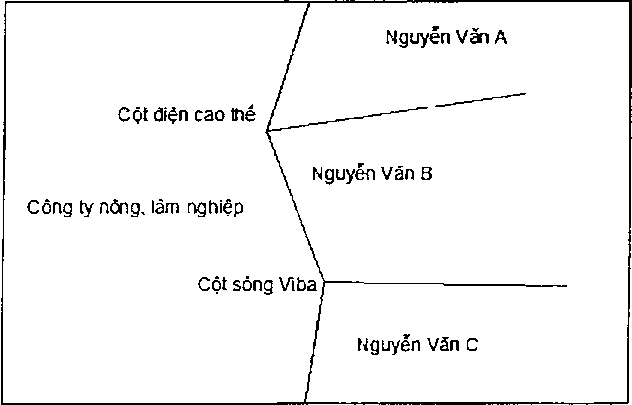 Nguyễn Văn A
Cột điện cao thế
Nguyễn Văn B
Công ty nông, lâm nghiệp
Cột sóng Viba
Nguyễn Văn C